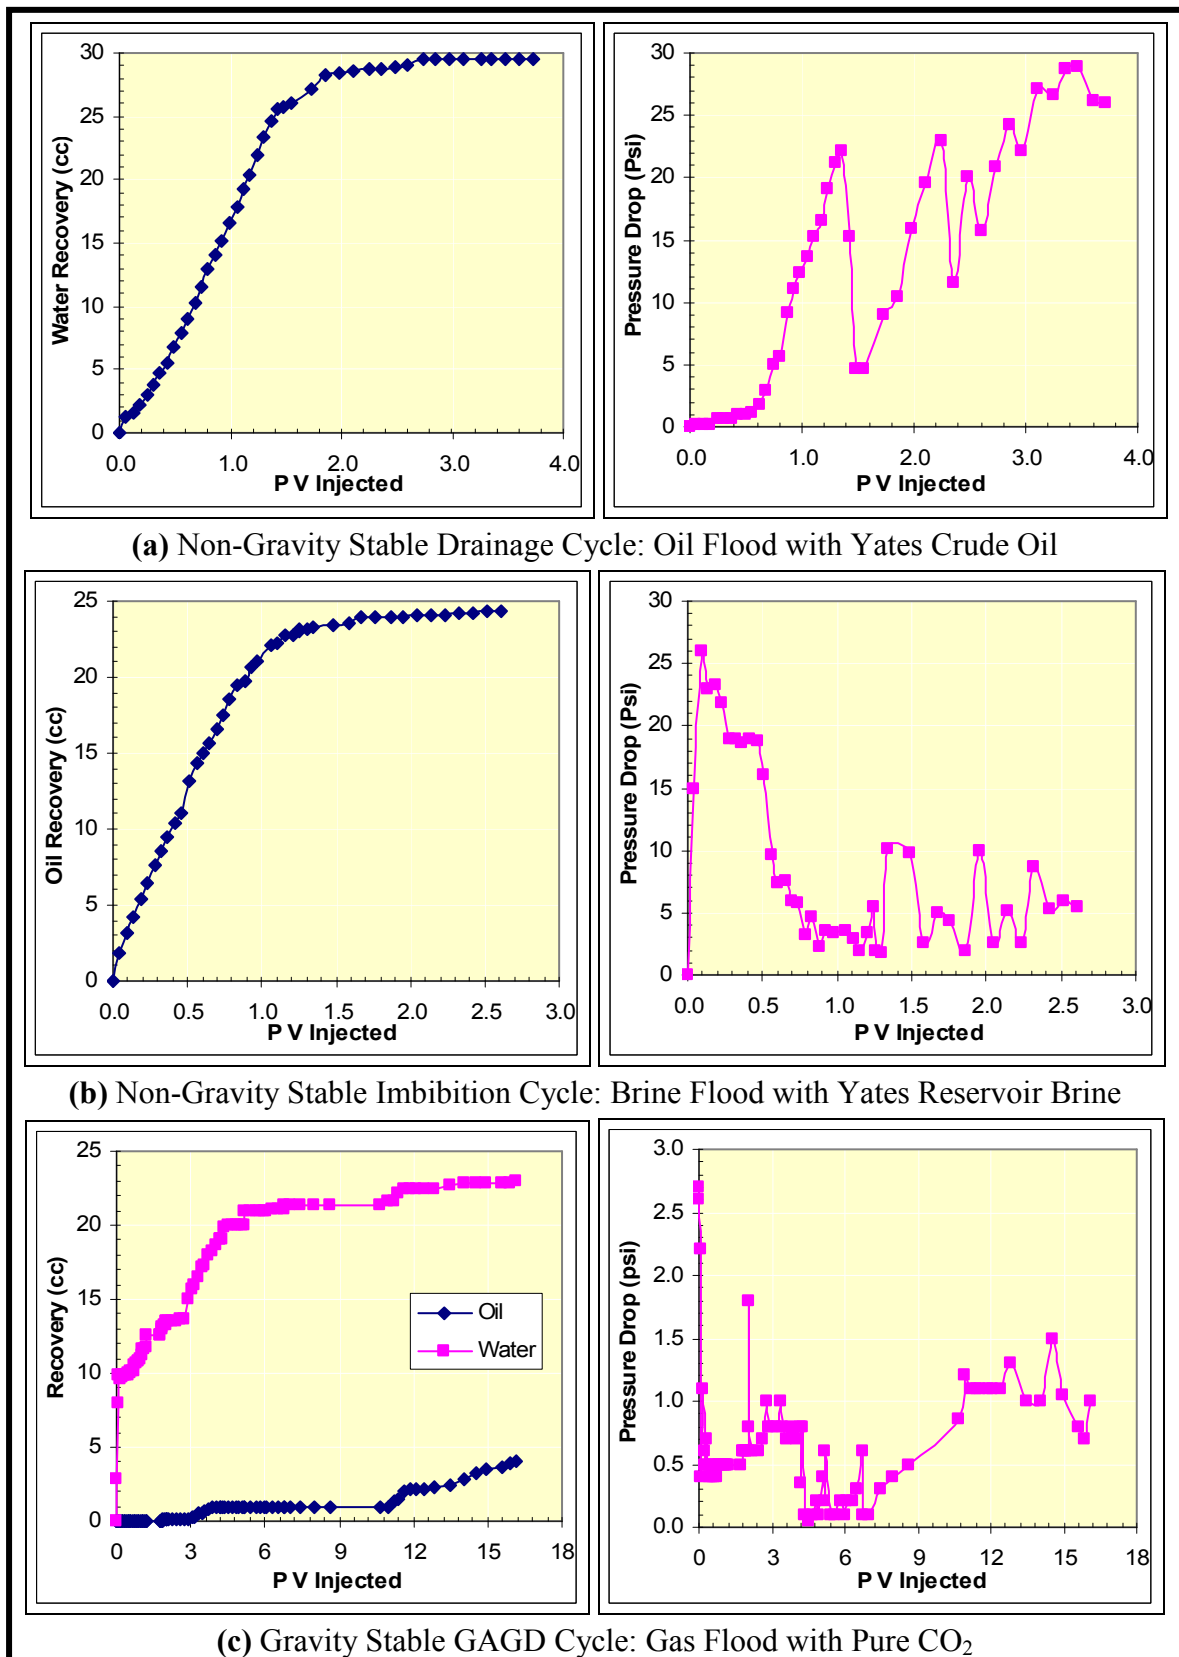 30
25
20
15
10
5
0
Water Recovery (cc)
0.0 1.0 2.0 3.0 4.0
P V Injected
30
25
20
15
10
5
0
Pressure Drop (Psi)
0.0 1.0 2.0 3.0 4.0
P V Injected
(a) Non-Gravity Stable Drainage Cycle: Oil Flood with Yates Crude Oil
25
20
15
10
5
0
Oil Recovery (cc)
0.0 0.5 1.0 1.5 2.0 2.5 3.0
P V Injected
30
25
20
15
10
5
0
Pressure Drop (Psi)
0.0 0.5 1.0 1.5 2.0 2.5 3.0
P V Injected
(b) Non-Gravity Stable Imbibition Cycle: Brine Flood with Yates Reservoir Brine
25
20
15
10
5
0
Recovery (cc)
Oil
Water
0 3 6 9 12 15 18
P V Injected
3.0
2.5
2.0
1.5
1.0
0.5
0.0
Pressure Drop (psi)
0 3 6 9 12 15 18
P V Injected
(c) Gravity Stable GAGD Cycle: Gas Flood with Pure CO₂